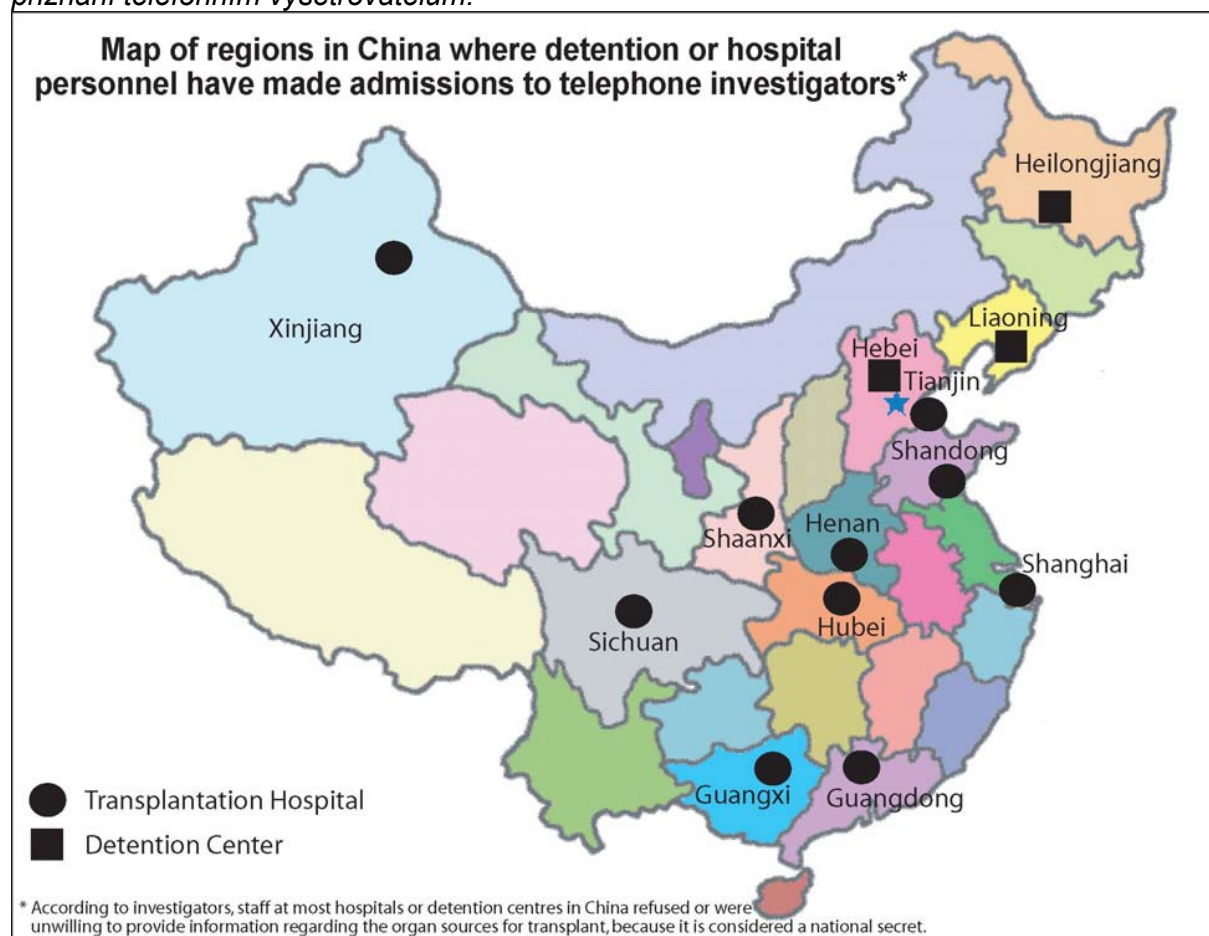 přiznání telefonním vyšetřovatelům.
Map of regions in China where detention or hospital
personnel have made admissions to telephone investigators*
Heilongjiang
Xinjiang
Liaoning
Hebei
Tianjin
Shandong
Shaanxi
Henan
Shanghai
Hubei
Sichuan
Guangxi
Guangdong
Transplantation Hospital
Detention Center
* According to investigators, staff at most hospitals or detention centres in China refused or were
unwilling to provide information regarding the organ sources for transplant, because it is considered a national secret.